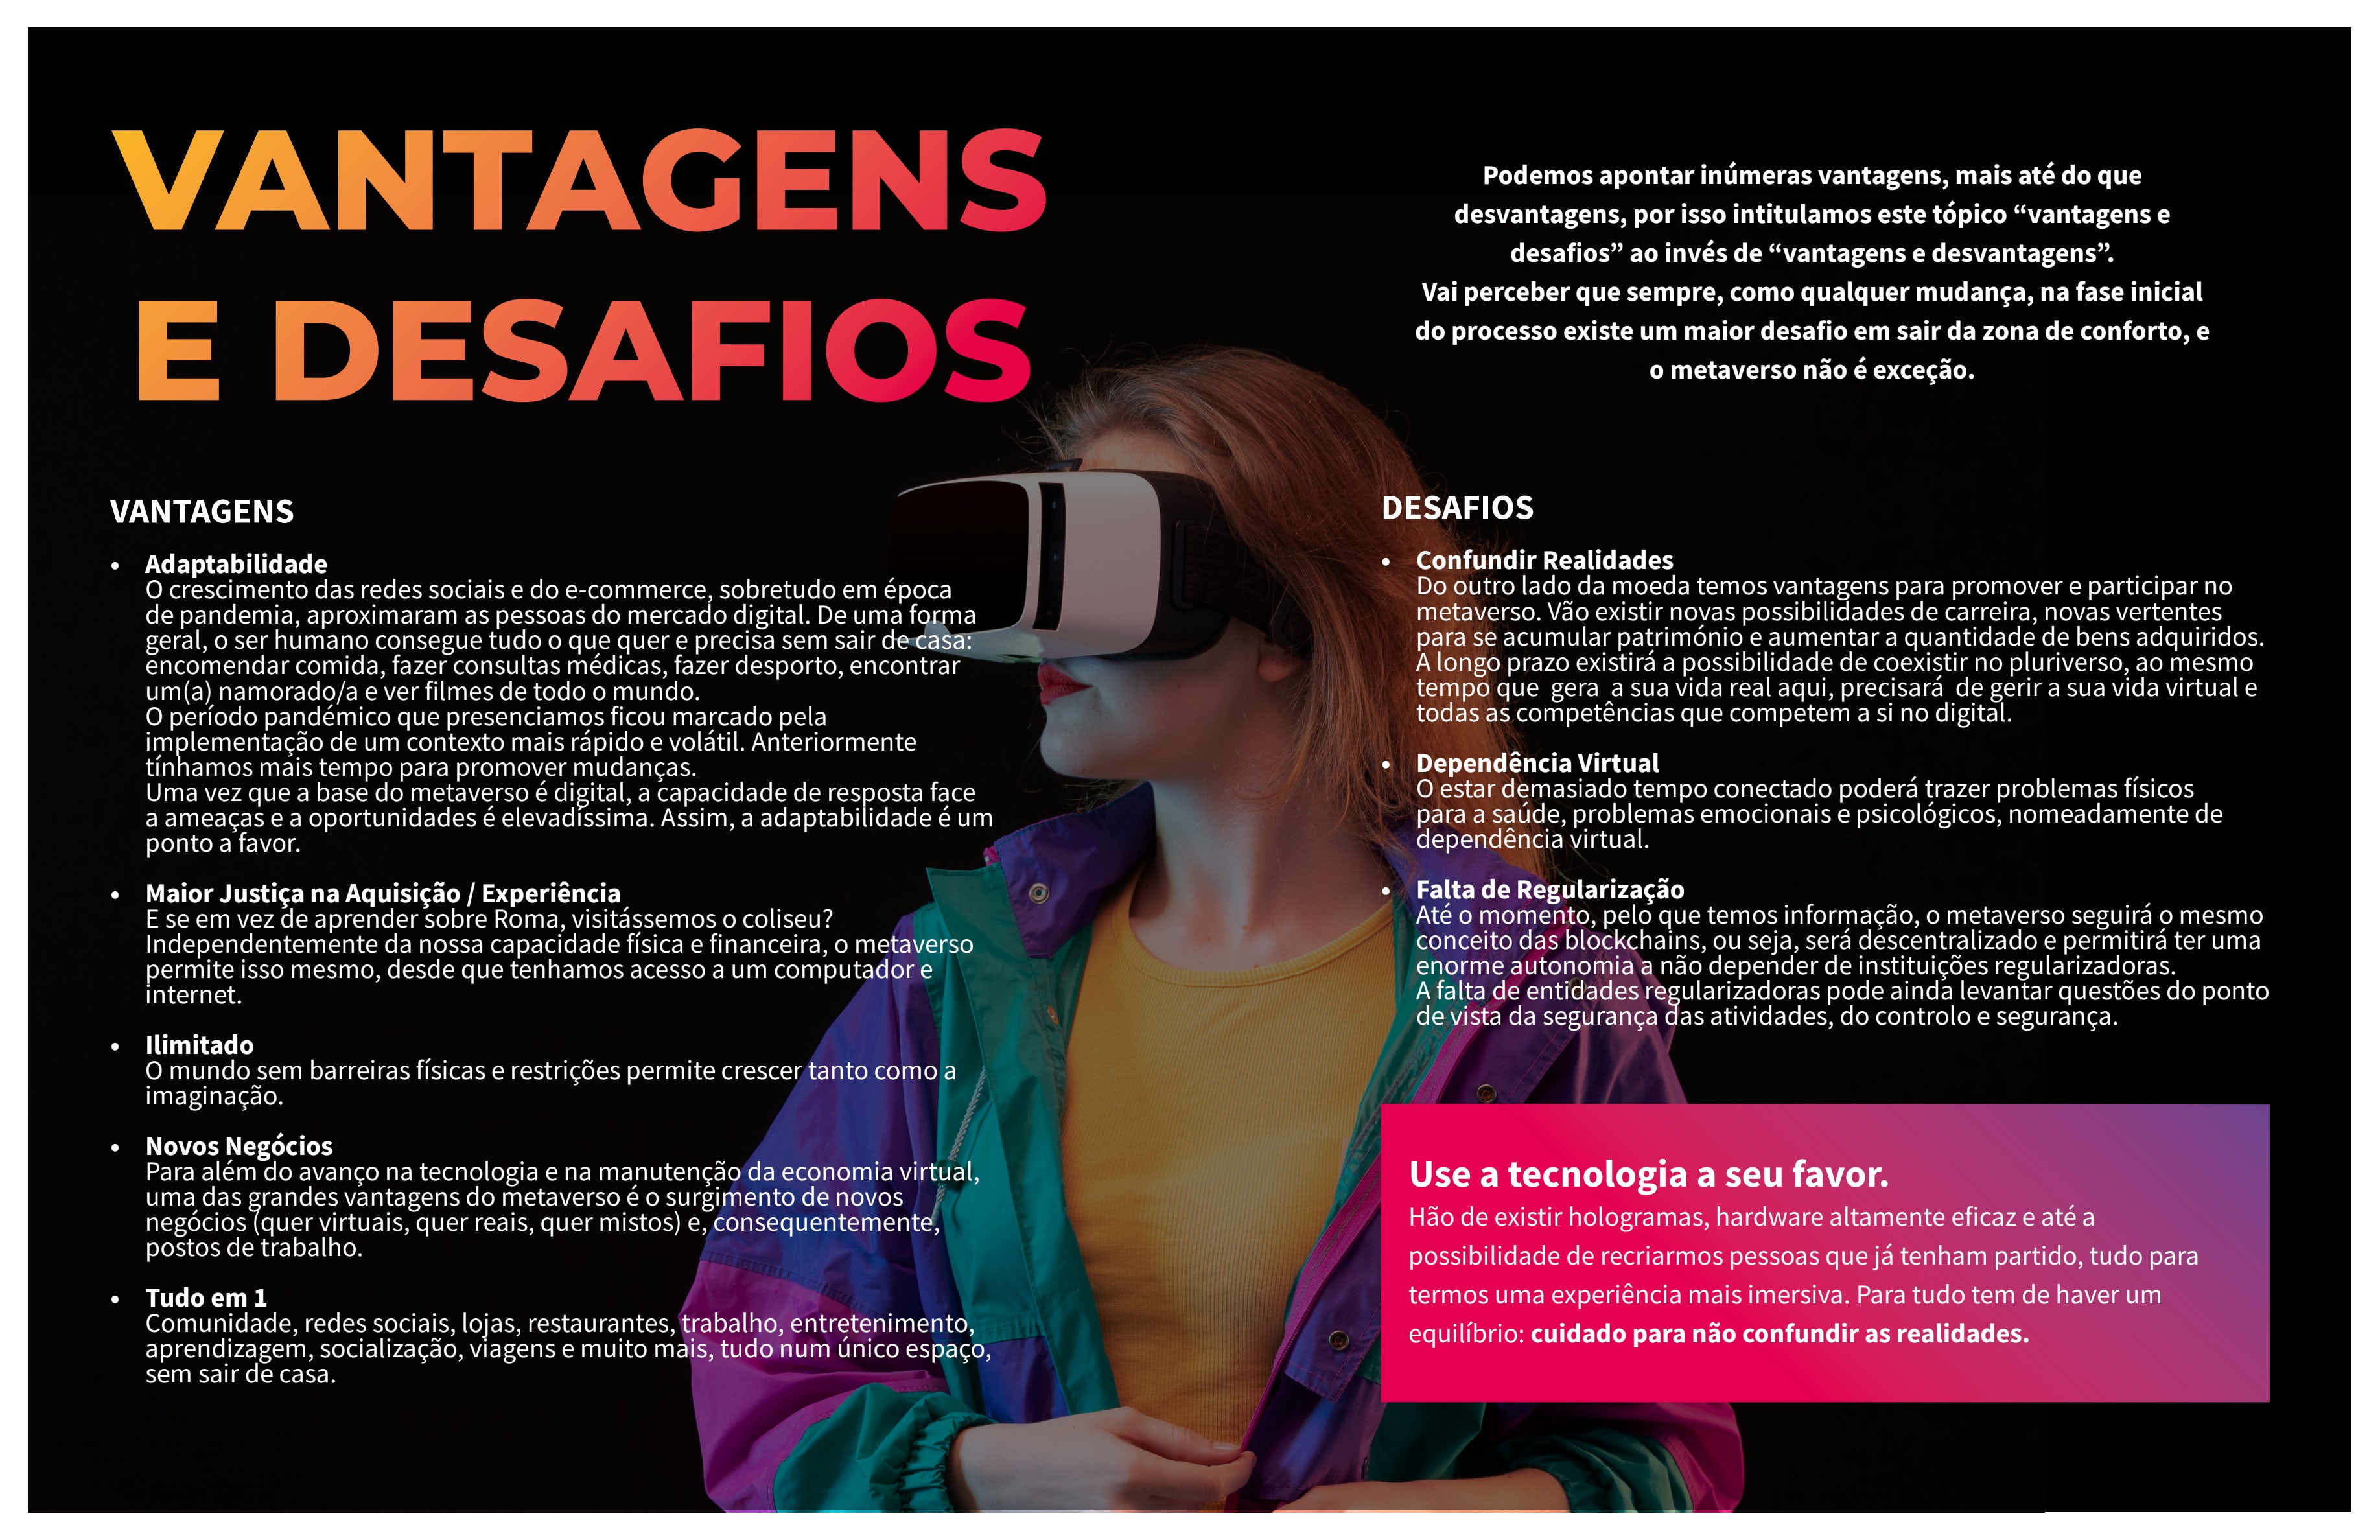 VANTAGENS
E DESAFIOS
Podemos apontar inúmeras vantagens, mais até do que
desvantagens, por isso intitulamos este tópico “vantagens e
desafios” ao invés de “vantagens e desvantagens”.
Vai perceber que sempre, como qualquer mudança, na fase inicial
do processo existe um maior desafio em sair da zona de conforto, e
o metaverso não é exceção.
VANTAGENS
• Adaptabilidade
O crescimento das redes sociais e do e-commerce, sobretudo em época
de pandemia, aproximaram as pessoas do mercado digital. De uma forma
geral, o ser humano consegue tudo o que quer e precisa sem sair de casa:
encomendar comida, fazer consultas médicas, fazer desporto, encontrar
um(a) namorado/a e ver filmes de todo o mundo.
O período pandémico que presenciamos ficou marcado pela
implementação de um contexto mais rápido e volátil. Anteriormente
tínhamos mais tempo para promover mudanças.
Uma vez que a base do metaverso é digital, a capacidade de resposta face
a ameaças e a oportunidades é elevadíssima. Assim, a adaptabilidade é um
ponto a favor.
• Maior Justiça na Aquisição / Experiência
E se em vez de aprender sobre Roma, visitássemos o coliseu?
Independentemente da nossa capacidade física e financeira, o metaverso
permite isso mesmo, desde que tenhamos acesso a um computador e
internet.
• Ilimitado
O mundo sem barreiras físicas e restrições permite crescer tanto como a
imaginação.
• Novos Negócios
Para além do avanço na tecnologia e na manutenção da economia virtual,
uma das grandes vantagens do metaverso é o surgimento de novos
negócios (quer virtuais, quer reais, quer mistos) e, consequentemente,
postos de trabalho.
• Tudo em 1
Comunidade, redes sociais, lojas, restaurantes, trabalho, entretenimento,
aprendizagem, socialização, viagens e muito mais, tudo num único espaço,
sem sair de casa.
DESAFIOS
• Confundir Realidades
Do outro lado da moeda temos vantagens para promover e participar no
metaverso. Vão existir novas possibilidades de carreira, novas vertentes
para se acumular património e aumentar a quantidade de bens adquiridos.
A longo prazo existirá a possibilidade de coexistir no pluriverso, ao mesmo
tempo que gera a sua vida real aqui, precisará de gerir a sua vida virtual e
todas as competências que competem a si no digital.
• Dependência Virtual
O estar demasiado tempo conectado poderá trazer problemas físicos
para a saúde, problemas emocionais e psicológicos, nomeadamente de
dependência virtual.
• Falta de Regularização
Até o momento, pelo que temos informação, o metaverso seguirá o mesmo
conceito das blockchains, ou seja, será descentralizado e permitirá ter uma
enorme autonomia a não depender de instituições regularizadoras.
A falta de entidades regularizadoras pode ainda levantar questões do ponto
de vista da segurança das atividades, do controlo e segurança.
Use a tecnologia a seu favor.
Hão de existir hologramas, hardware altamente eficaz e até a
possibilidade de recriarmos pessoas que já tenham partido, tudo para
termos uma experiência mais imersiva. Para tudo tem de haver um
equilíbrio: cuidado para não confundir as realidades.